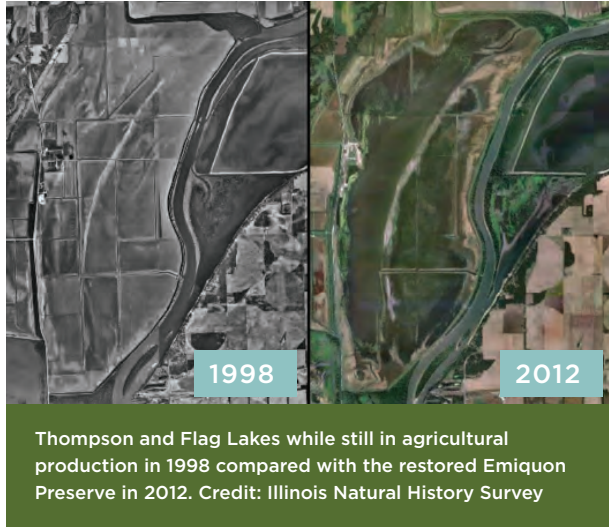 1998
2012
Thompson and Flag Lakes while still in agricultural
production in 1998 compared with the restored Emiquon
Preserve in 2012. Credit: Illinois Natural History Survey